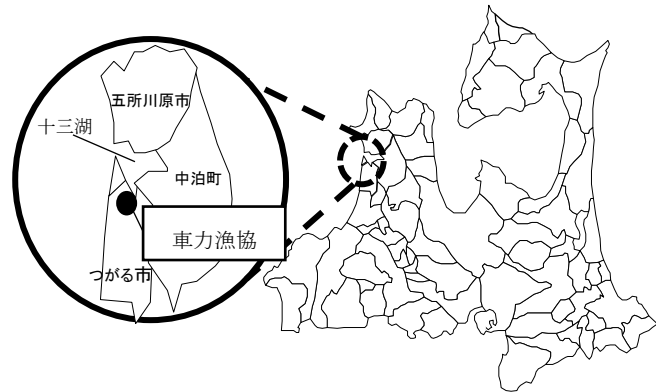 五所川原市
十三湖
中泊町
車力漁協
つがる市